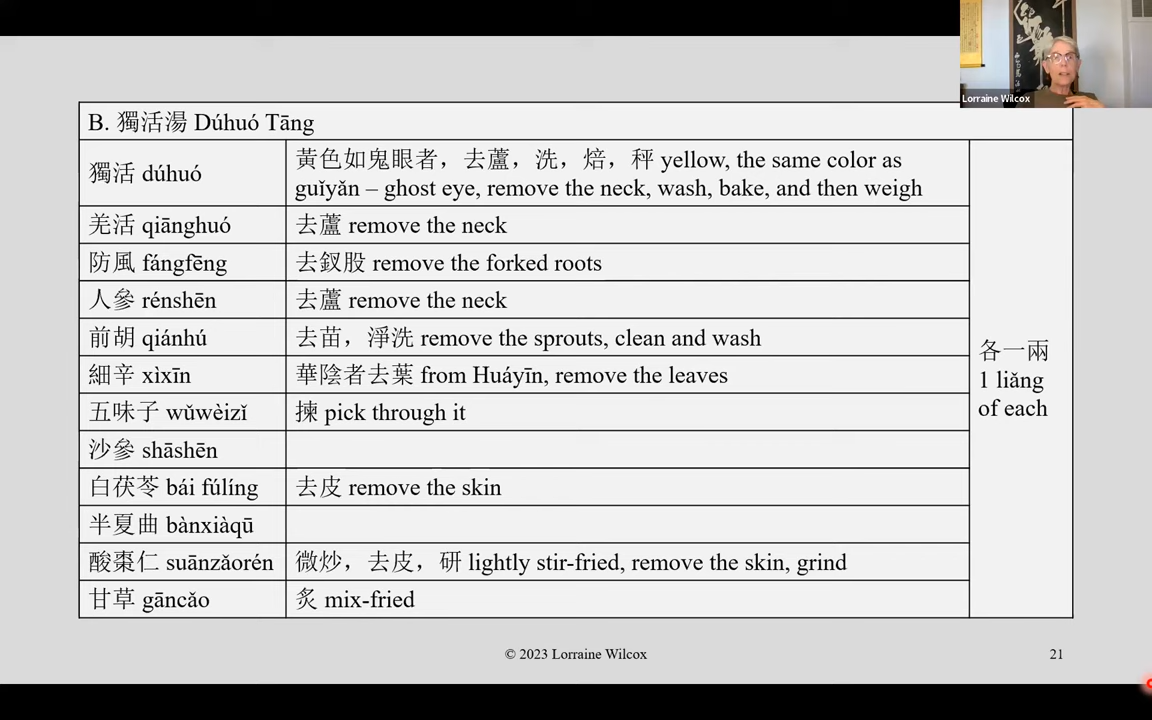 Lorraine Wilcox
B. 獨活湯 Dúhuó Tāng
獨活 dúhuó
黃色如鬼眼者，去蘆，洗，焙，秤 yellow, the same color as
guǐyǎn – ghost eye, remove the neck, wash, bake, and then weigh
羌活 qiānghuó
去蘆 remove the neck
防風 fángfēng
去釵股 remove the forked roots
人參 rénshēn
去蘆 remove the neck
前胡 qiánhú
去苗，淨洗 remove the sprouts, clean and wash
細辛 xìxīn
華陰者去葉 from Huáyīn, remove the leaves
五味子 wǔwèizǐ
揀 pick through it
沙參 shāshēn
白茯苓 bái fúlíng
去皮 remove the skin
半夏曲 bànxiàqū
酸棗仁 suānzǎorén
微炒，去皮，研 lightly stir-fried, remove the skin, grind
甘草 gāncǎo
炙 mix-fried
各一兩
1 liǎng
of each
© 2023 Lorraine Wilcox
21